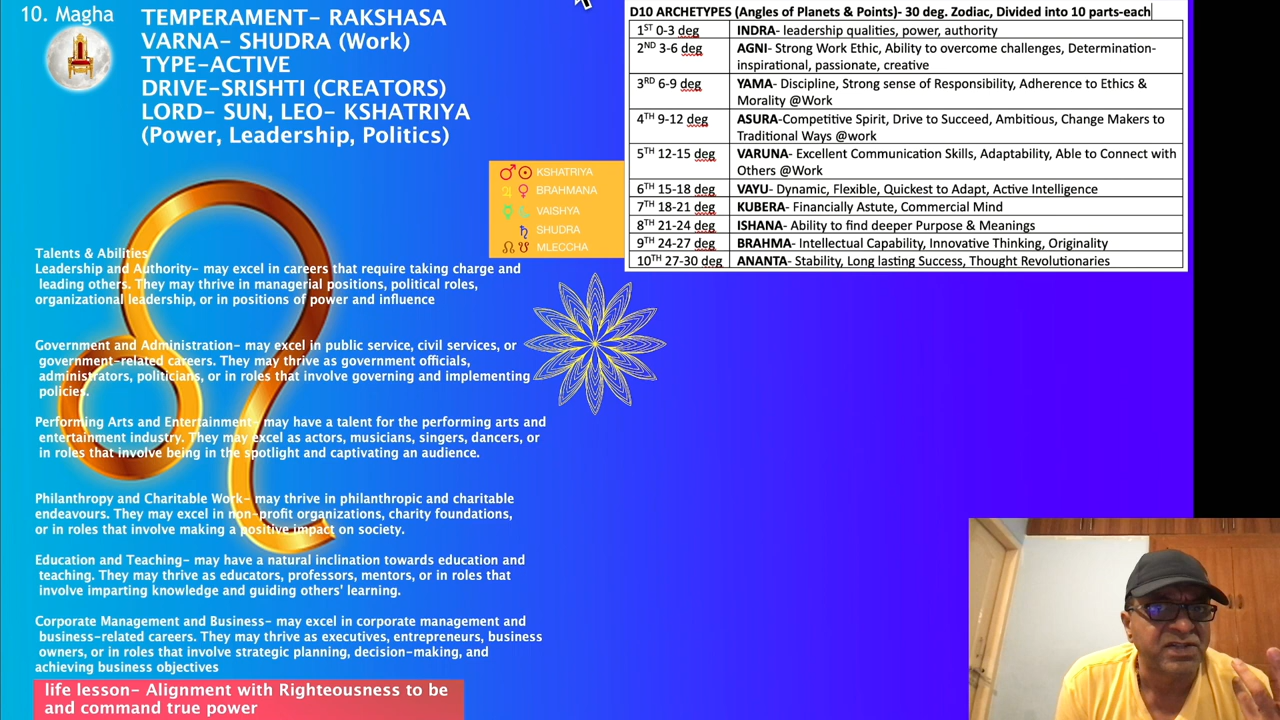 10. Magha
TEMPERAMENT- RAKSHASA
VARNA- SHUDRA (Work)
TYPE-ACTIVE
DRIVE-SRISHTI (CREATORS)
LORD- SUN, LEO- KSHATRIYA
(Power, Leadership, Politics)
♂☉ KSHATRIYA
♃ ♀ BRAHMANA
☿ ☾ VAISHYA
♄ SHUDRA
☊ ☋ MLECCHA
D10 ARCHETYPES (Angles of Planets & Points)- 30 deg. Zodiac, Divided into 10 parts-each
1ST 0-3 deg INDRA- leadership qualities, power, authority
2ND 3-6 deg AGNI- Strong Work Ethic, Ability to overcome challenges, Determination-
inspirational, passionate, creative
3RD 6-9 deg YAMA- Discipline, Strong sense of Responsibility, Adherence to Ethics &
Morality @Work
4TH 9-12 deg ASURA-Competitive Spirit, Drive to Succeed, Ambitious, Change Makers to
Traditional Ways @work
5TH 12-15 deg VARUNA- Excellent Communication Skills, Adaptability, Able to Connect with
Others @Work
6TH 15-18 deg VAYU- Dynamic, Flexible, Quickest to Adapt, Active Intelligence
7TH 18-21 deg KUBERA- Financially Astute, Commercial Mind
8TH 21-24 deg ISHANA- Ability to find deeper Purpose & Meanings
9TH 24-27 deg BRAHMA- Intellectual Capability, Innovative Thinking, Originality
10TH 27-30 deg ANANTA- Stability, Long lasting Success, Thought Revolutionaries
Talents & Abilities
Leadership and Authority- may excel in careers that require taking charge and
leading others. They may thrive in managerial positions, political roles,
organizational leadership, or in positions of power and influence
Government and Administration- may excel in public service, civil services, or
government-related careers. They may thrive as government officials,
administrators, politicians, or in roles that involve governing and implementing
policies.
Performing Arts and Entertainment- may have a talent for the performing arts and
entertainment industry. They may excel as actors, musicians, singers, dancers, or
in roles that involve being in the spotlight and captivating an audience.
Philanthropy and Charitable Work- may thrive in philanthropic and charitable
endeavours. They may excel in non-profit organizations, charity foundations,
or in roles that involve making a positive impact on society.
Education and Teaching- may have a natural inclination towards education and
teaching. They may thrive as educators, professors, mentors, or in roles that
involve imparting knowledge and guiding others' learning.
Corporate Management and Business- may excel in corporate management and
business-related careers. They may thrive as executives, entrepreneurs, business
owners, or in roles that involve strategic planning, decision-making, and
achieving business objectives
life lesson- Alignment with Righteousness to be
and command true power